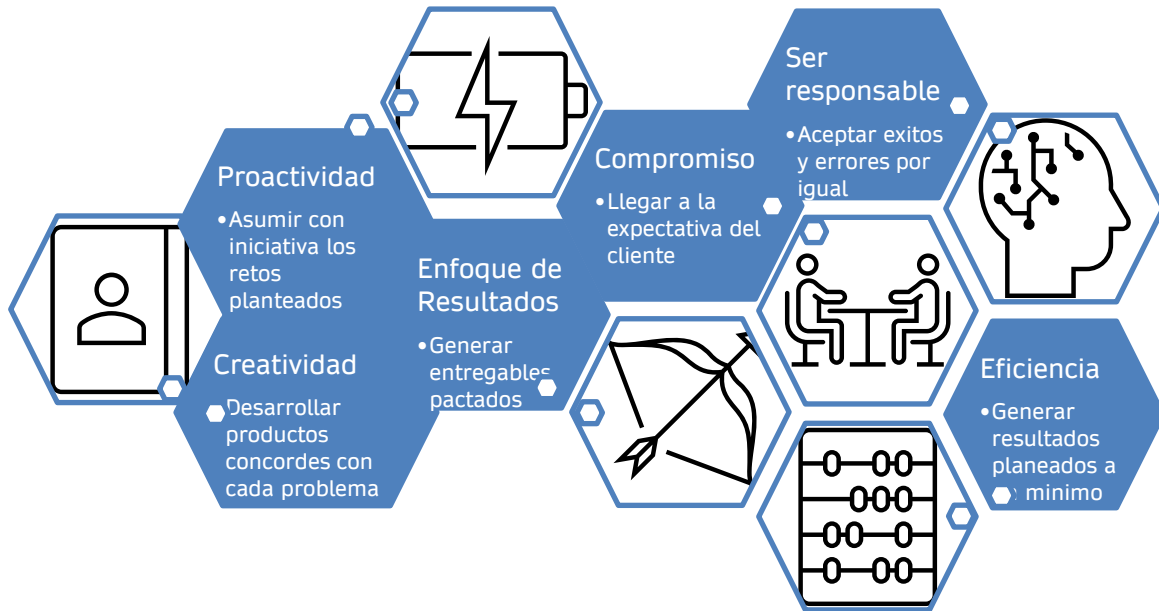 Proactividad
•Asumir con
iniciativa los
retos
planteados
Creatividad
Desarrollar
productos
concordes con
cada problema
Enfoque de
Resultados
•Generar
entregables
pactados
Compromiso
•Llegar a la
expectativa del
cliente
Ser
responsable
•Aceptar exitos
y errores por
igual
Eficiencia
•Generar
resultados
planeados a
minimo